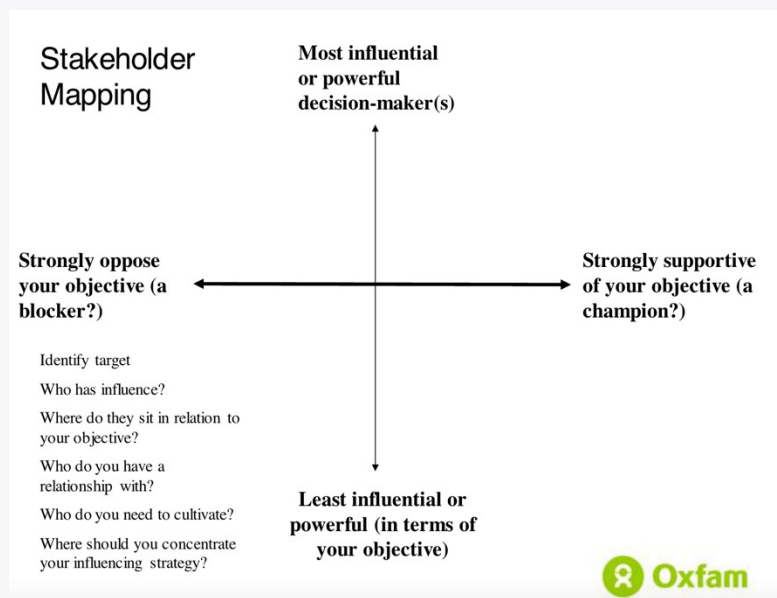 Stakeholder
Mapping
Most influential
or powerful
decision-maker(s)
Strongly oppose
your objective (a
blocker?)
Strongly supportive
of your objective (a
champion?)
Identify target
Who has influence?
Where do they sit in relation to
your objective?
Who do you have a
relationship with?
Who do you need to cultivate?
Where should you concentrate
your influencing strategy?
Least influential or
powerful (in terms of
your objective)
Oxfam